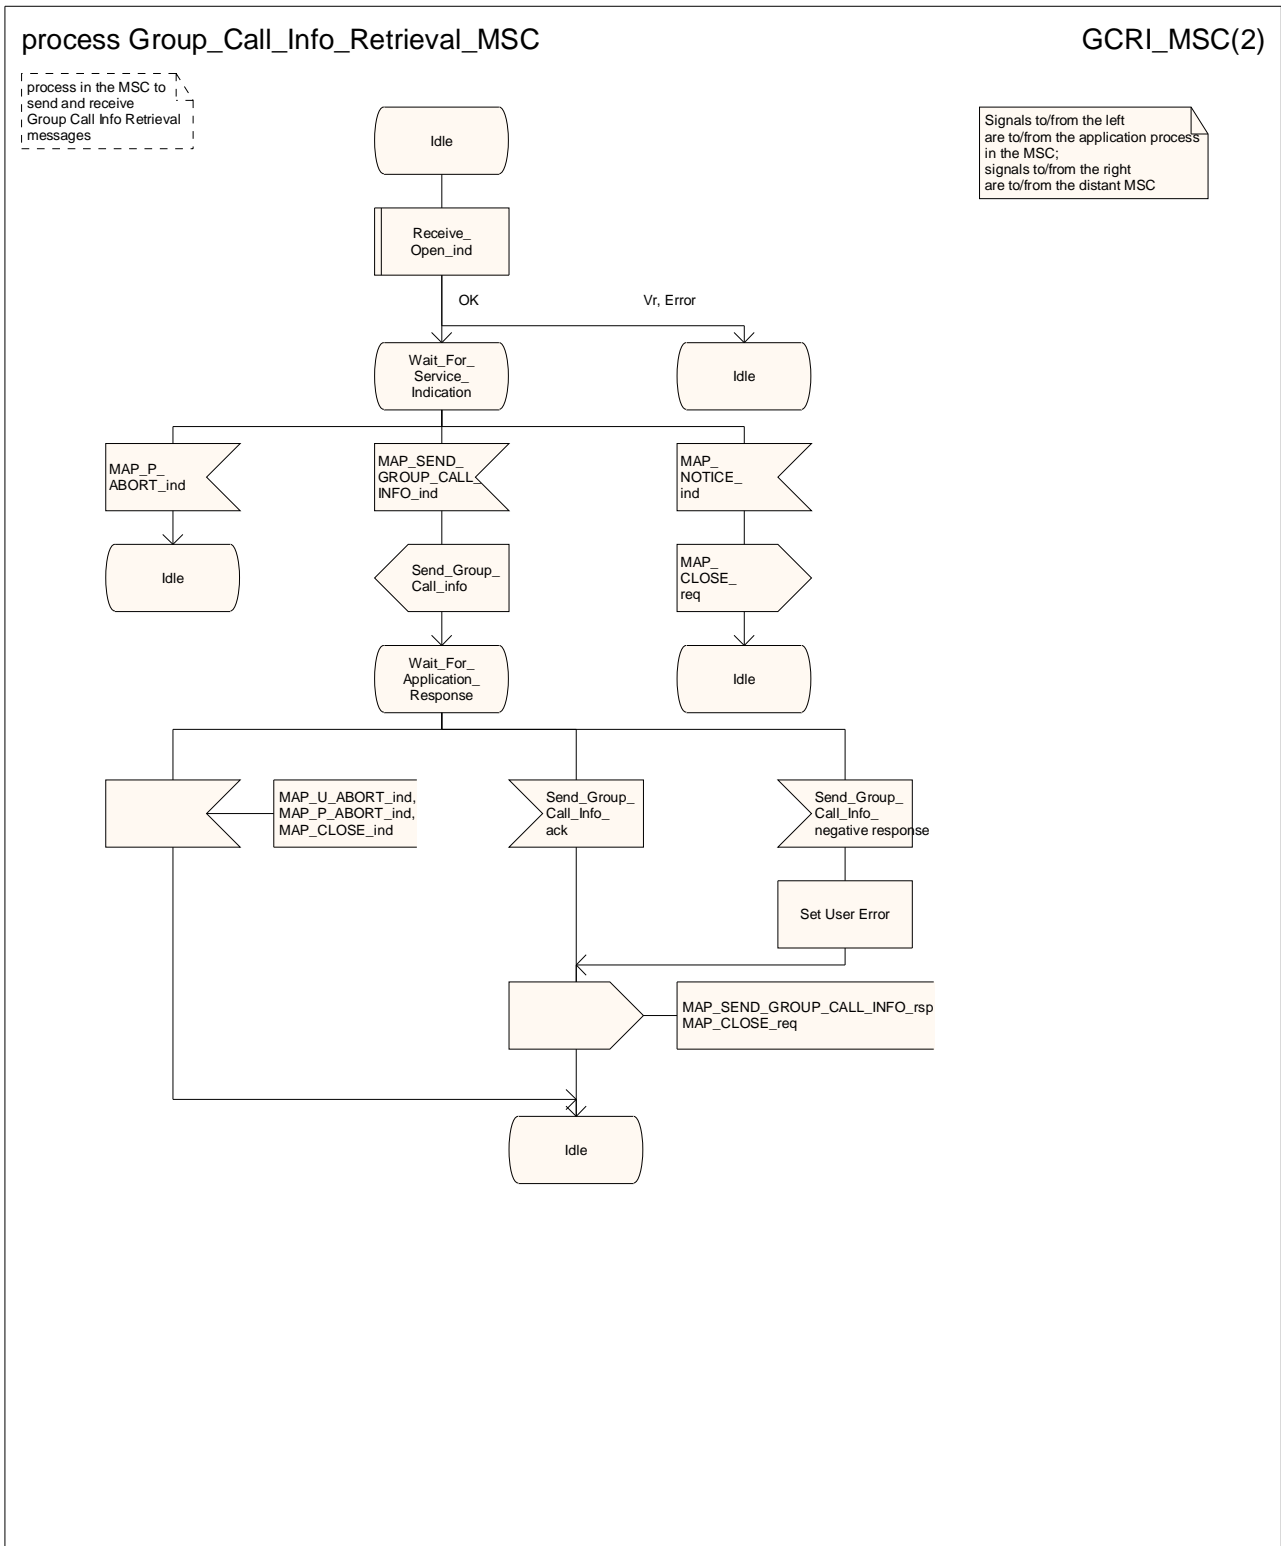 process Group_Call_Info_Retrieval_MSC
GCRI_MSC(2)
process in the MSC to
send and receive
Group Call Info Retrieval
messages
Signals to/from the left
are to/from the application process
in the MSC;
signals to/from the right
are to/from the distant MSC
Idle
Receive_
Open_ind
OK
Vr, Error
Wait_For_
Service_
Indication
Idle
MAP_P_
ABORT_ind
MAP_SEND_
GROUP_CALL_
INFO_ind
MAP_
NOTICE_
ind
Idle
Send_Group_
Call_info
MAP_
CLOSE_
req
Wait_For_
Application_
Response
Idle
MAP_U_ABORT_ind,
MAP_P_ABORT_ind,
MAP_CLOSE_ind
Send_Group_
Call_Info_
ack
Send_Group_
Call_Info_
negative response
Set User Error
MAP_SEND_GROUP_CALL_INFO_rsp
MAP_CLOSE_req
Idle